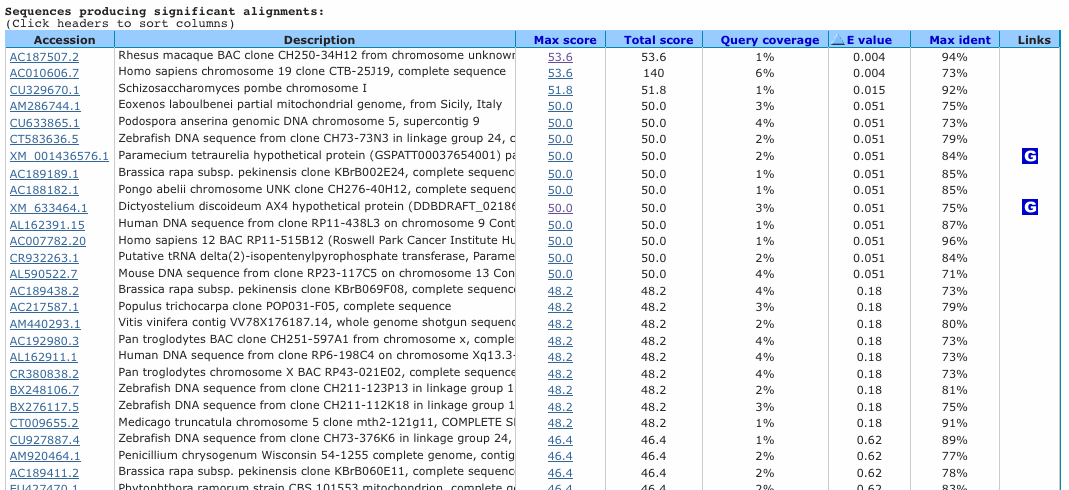 Sequences producing significant alignments:
(Click headers to sort columns)
Accession Description Max score Total score Query coverage E value Max ident Links
AC187507.2 Rhesus macaque BAC clone CH250-34H12 from chromosome unknowr 53.6 53.6 1% 0.004 94%
AC010606.7 Homo sapiens chromosome 19 clone CTB-25J19, complete sequence 53.6 140 6% 0.004 73%
CU329670.1 Schizosaccharomyces pombe chromosome I 51.8 51.8 1% 0.015 92%
AM286744.1 Eoxenos laboulbenei partial mitochondrial genome, from Sicily, Italy 50.0 50.0 3% 0.051 75%
CU633865.1 Podospora anserina genomic DNA chromosome 5, supercontig 9 50.0 50.0 4% 0.051 73%
CT583636.5 Zebrafish DNA sequence from clone CH73-73N3 in linkage group 24, c 50.0 50.0 2% 0.051 79%
XM_001436576.1 Paramecium tetraurelia hypothetical protein (GSPATT00037654001) pa 50.0 50.0 2% 0.051 84% G
AC189189.1 Brassica rapa subsp. pekinensis clone KBrB002E24, complete sequenc 50.0 50.0 1% 0.051 85%
AC188182.1 Pongo abelii chromosome UNK clone CH276-40H12, complete sequenc 50.0 50.0 1% 0.051 85%
XM_633464.1 Dictyostelium discoideum AX4 hypothetical protein (DDBDRAFT_02186 50.0 50.0 3% 0.051 75% G
AL162391.15 Human DNA sequence from clone RP11-438L3 on chromosome 9 Cont 50.0 50.0 1% 0.051 87%
AC007782.20 Homo sapiens 12 BAC RP11-515B12 (Roswell Park Cancer Institute Hu 50.0 50.0 1% 0.051 96%
CR932263.1 Putative tRNA delta(2)-isopentenylpyrophosphate transferase, Parame 50.0 50.0 2% 0.051 84%
AL590522.7 Mouse DNA sequence from clone RP23-117C5 on chromosome 13 Con 50.0 50.0 4% 0.051 71%
AC189438.2 Brassica rapa subsp. pekinensis clone KBrB069F08, complete sequenc 48.2 48.2 4% 0.18 73%
AC217587.1 Populus trichocarpa clone POP031-F05, complete sequence 48.2 48.2 3% 0.18 79%
AM440293.1 Vitis vinifera contig VV78X176187.14, whole genome shotgun sequenc 48.2 48.2 2% 0.18 80%
AC192980.3 Pan troglodytes BAC clone CH251-597A1 from chromosome x, complet 48.2 48.2 4% 0.18 73%
AL162911.1 Human DNA sequence from clone RP6-198C4 on chromosome Xq13.3- 48.2 48.2 4% 0.18 73%
CR380838.2 Pan troglodytes chromosome X BAC RP43-021E02, complete sequence 48.2 48.2 4% 0.18 73%
BX248106.7 Zebrafish DNA sequence from clone CH211-123P13 in linkage group 1 48.2 48.2 2% 0.18 81%
BX276117.5 Zebrafish DNA sequence from clone CH211-112K18 in linkage group 1 48.2 48.2 3% 0.18 75%
CT009655.2 Medicago truncatula chromosome 5 clone mth2-121g11, COMPLETE SI 48.2 48.2 1% 0.18 91%
CU927887.4 Zebrafish DNA sequence from clone CH73-376K6 in linkage group 24, 46.4 46.4 1% 0.62 89%
AM920464.1 Penicillium chrysogenum Wisconsin 54-1255 complete genome, contig 46.4 46.4 2% 0.62 77%
AC189411.2 Brassica rapa subsp. pekinensis clone KBrB060E11, complete sequenc 46.4 46.4 2% 0.62 78%
EU427470.1 Phytophthora ramorum strain CBS 101553 mitochondrion, complete ge 46.4 46.4 2% 0.62 83%